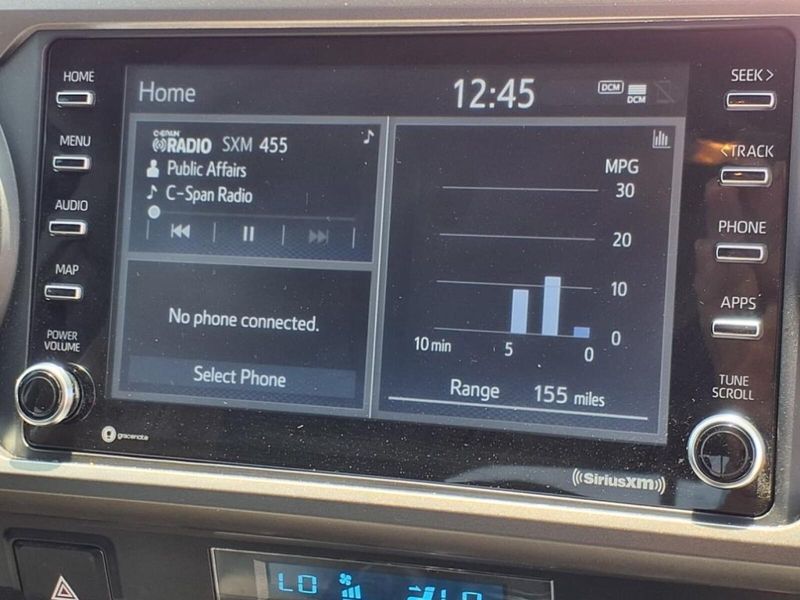 HOME
MENU
AUDIO
MAP
POWER
VOLUME
Home
12:45
DCM
DCM
C-SPAN
RADIO SXM 455
Public Affairs
C-Span Radio
No phone connected.
Select Phone
MPG
30
20
10
0
10 min
5
0
Range 155 miles
SEEK >
< TRACK
PHONE
APPS
TUNE
SCROLL
gracenote
((SiriusXM))
LO
LO